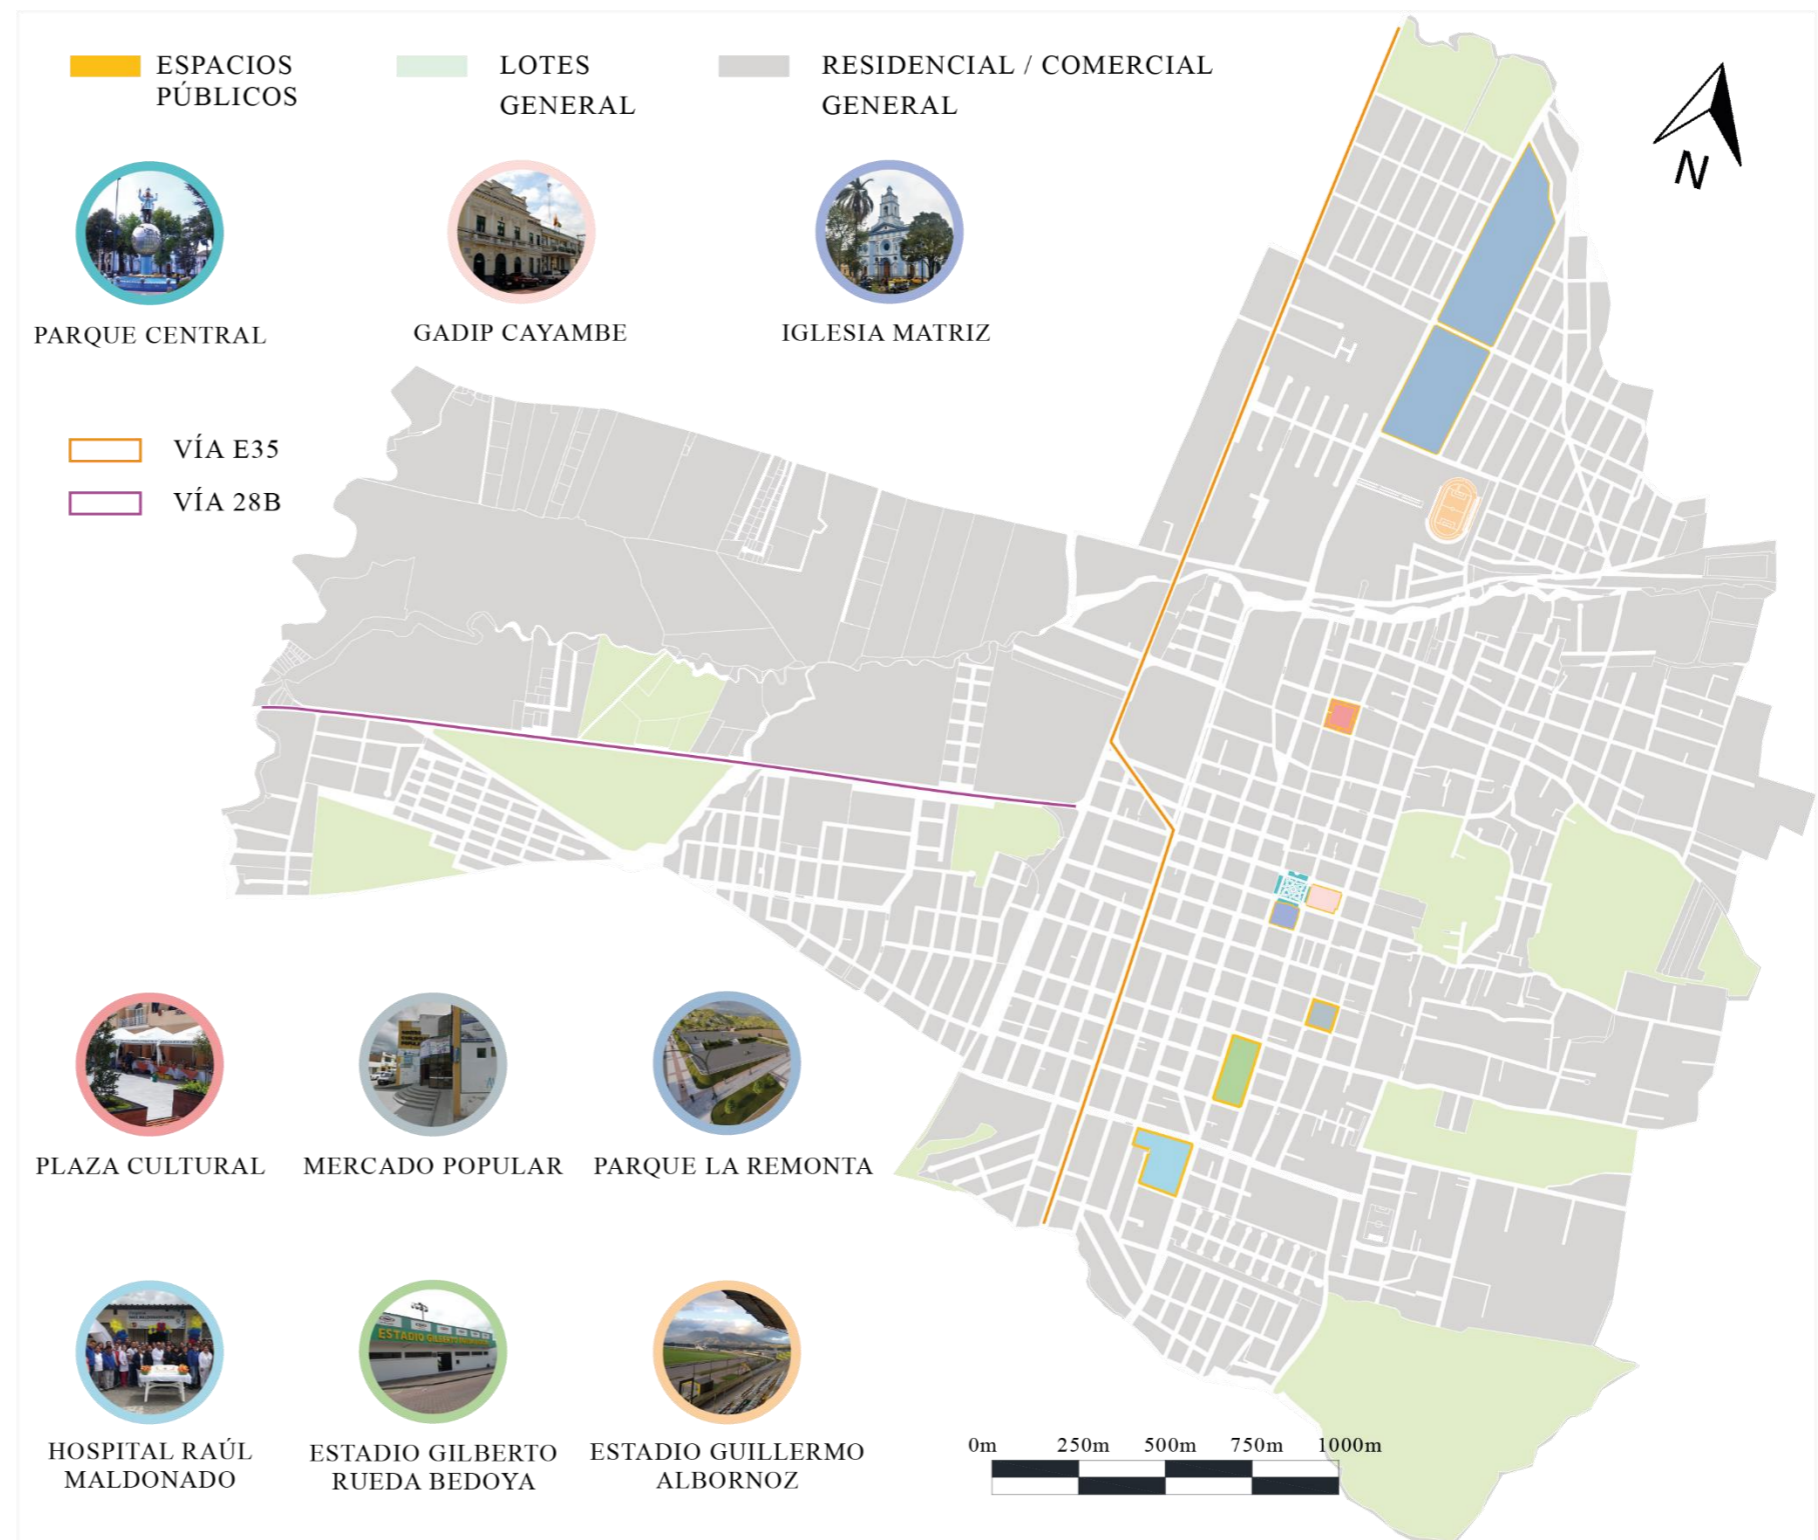 ESPACIOS
PÚBLICOS
LOTES
GENERAL
RESIDENCIAL / COMERCIAL
GENERAL
N
PARQUE CENTRAL
GADIP CAYAMBE
IGLESIA MATRIZ
VÍA E35
VÍA 28B
PLAZA CULTURAL
MERCADO POPULAR
PARQUE LA REMONTA
ESTADIO GILBERTO
HOSPITAL RAÚL
MALDONADO
ESTADIO GILBERTO
RUEDA BEDOYA
ESTADIO GUILLERMO
ALBORNOZ
0m 250m 500m 750m 1000m